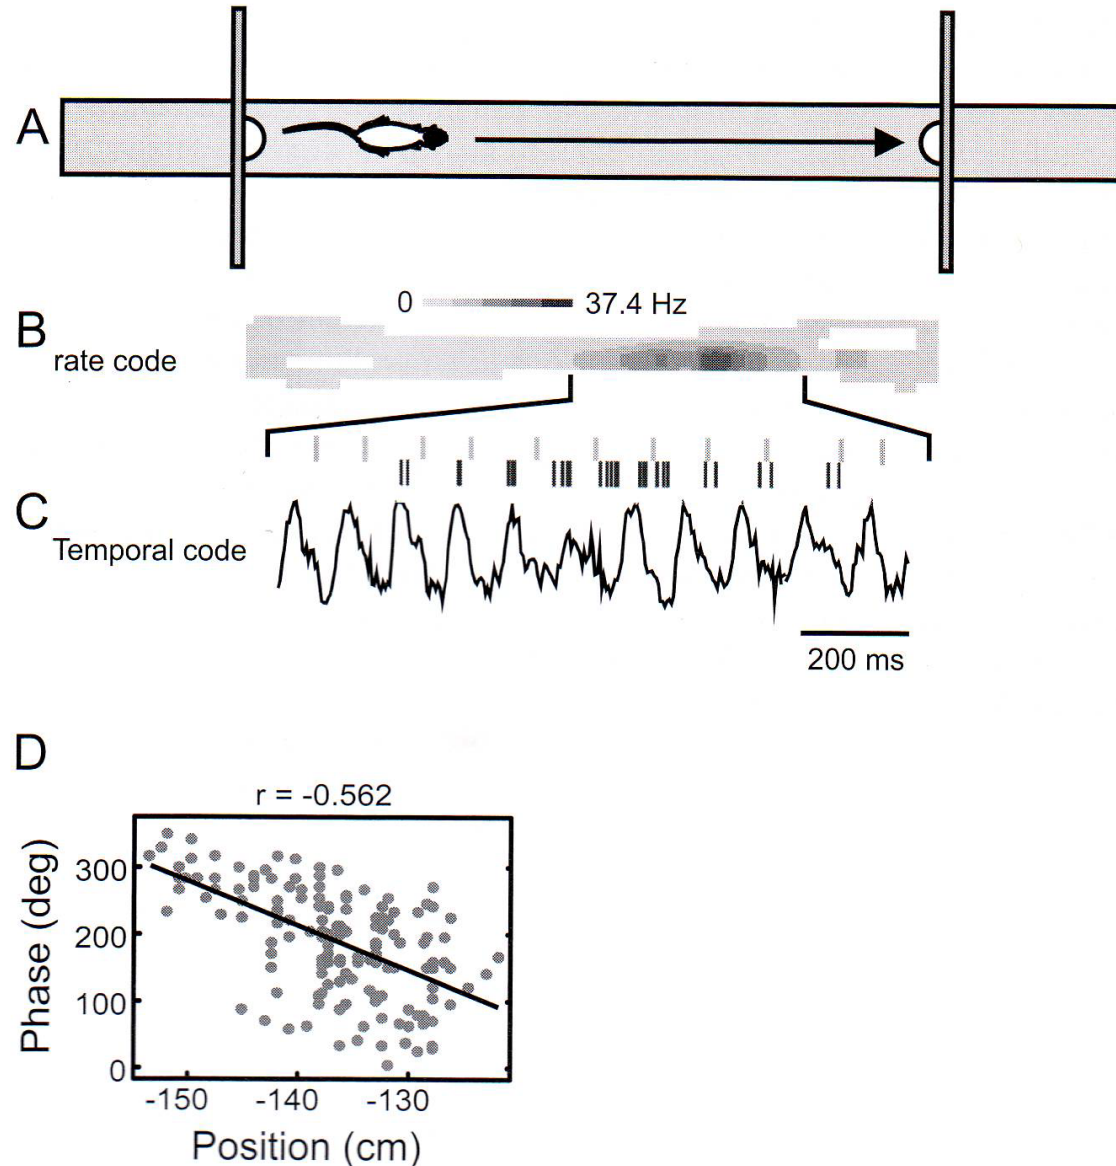 A
0 37.4 Hz
B
rate code
C
Temporal code
200 ms
D
r = -0.562
Phase (deg)
300
200
100
0
-150 -140 -130
Position (cm)